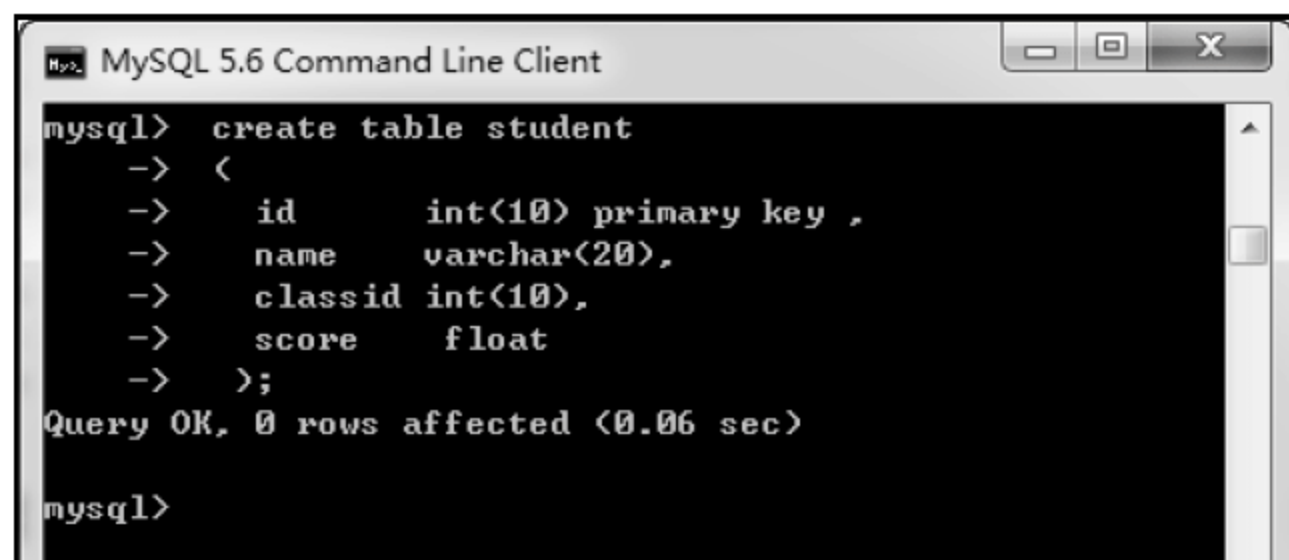 MySQL 5.6 Command Line Client
mysql>  create table student
    ->  (
    ->    id      int(10) primary key ,
    ->    name    varchar(20),
    ->    classid int(10),
    ->    score    float
    ->   );
Query OK, 0 rows affected (0.06 sec)
mysql>